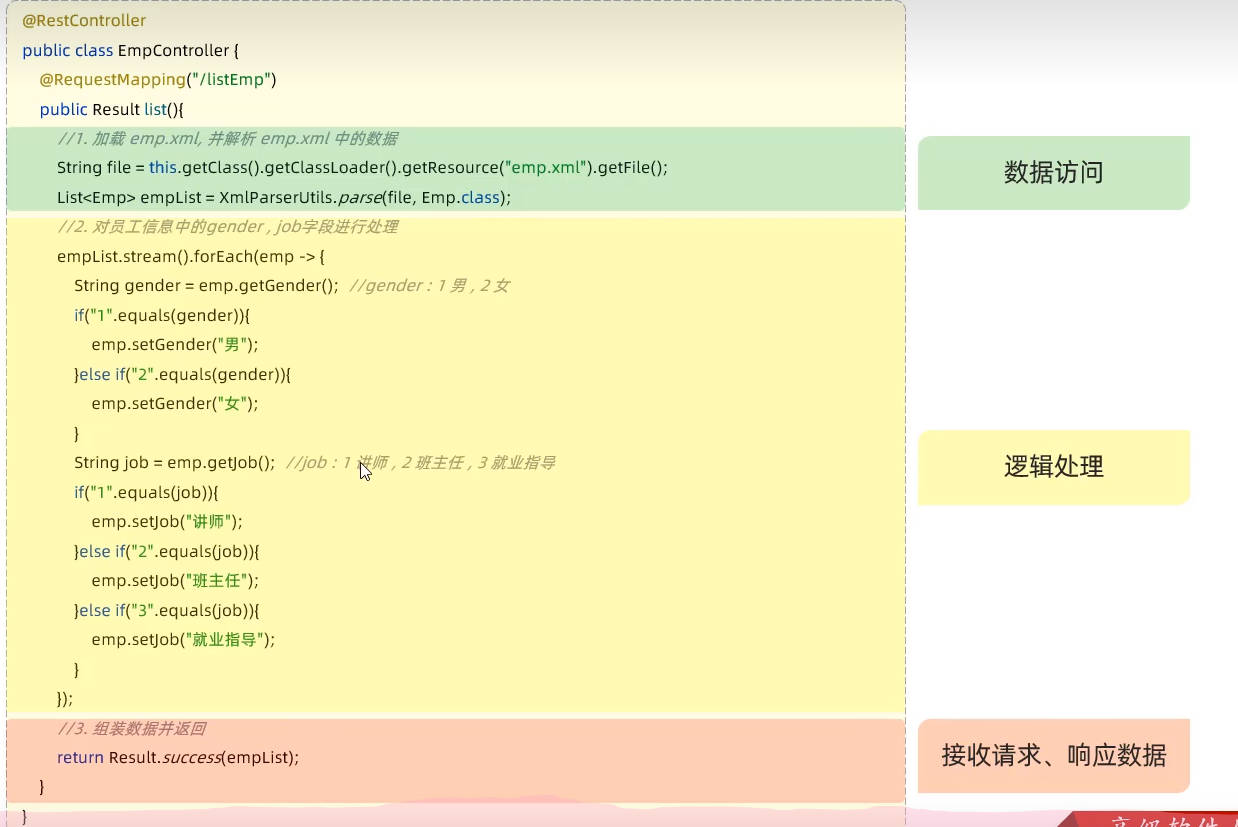 @RestController
public class EmpController {
@RequestMapping("/listEmp")
public Result list(){
//1. 加载 emp.xml, 并解析 emp.xml 中的数据
String file = this.getClass().getClassLoader().getResource("emp.xml").getFile();
List<Emp> empList = XmlParserUtils.parse(file, Emp.class);
数据访问
//2. 对员工信息中的gender , job字段进行处理
empList.stream().forEach(emp -> {
String gender = emp.getGender(); //gender : 1 男 , 2 女
if("1".equals(gender)){
emp.setGender("男");
}else if("2".equals(gender)){
emp.setGender("女");
}
String job = emp.getJob(); //job : 1 讲师 , 2 班主任 , 3 就业指导
if("1".equals(job)){
emp.setJob("讲师");
}else if("2".equals(job)){
emp.setJob("班主任");
}else if("3".equals(job)){
emp.setJob("就业指导");
}
});
逻辑处理
//3. 组装数据并返回
return Result.success(empList);
}
接收请求、响应数据
}
高级软件